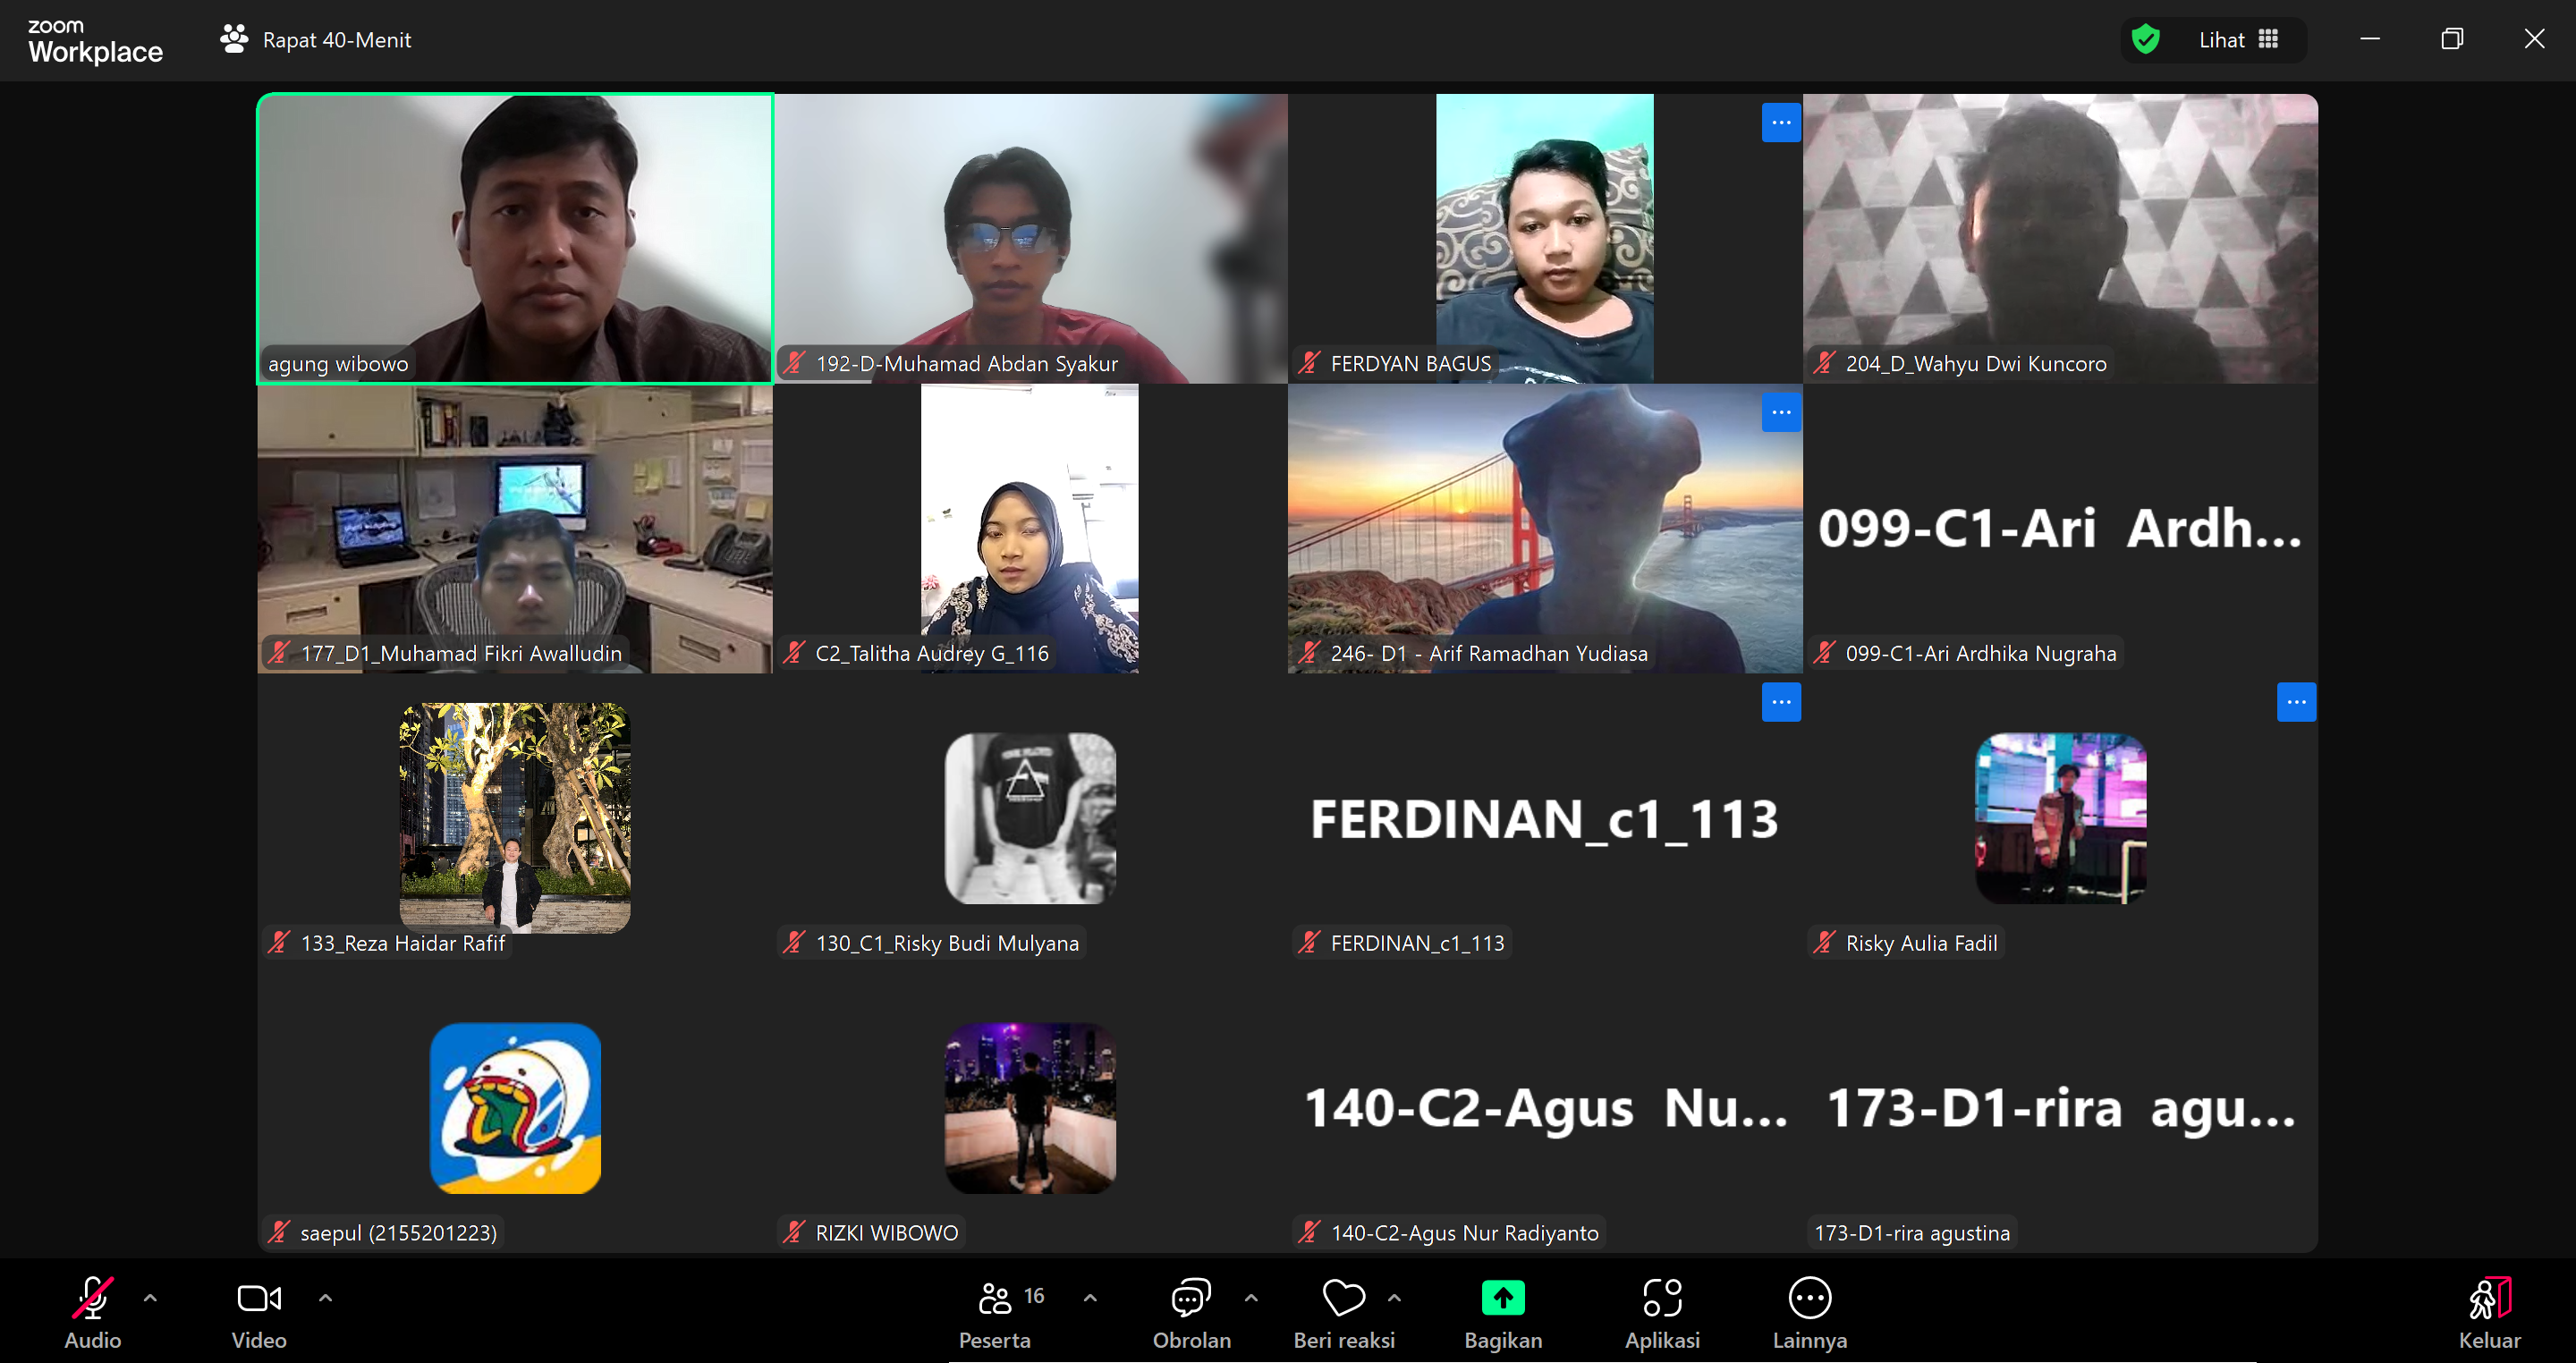 zoom
Workplace
Rapat 40-Menit
Lihat
agung wibowo
192-D-Muhamad Abdan Syakur
FERDYAN BAGUS
204_D_Wahyu Dwi Kuncoro
177_D1_Muhamad Fikri Awalludin
C2_Talitha Audrey G_116
246- D1 - Arif Ramadhan Yudiasa
099-C1-Ari Ardh...
099-C1-Ari Ardhika Nugraha
133_Reza Haidar Rafif
130_C1_Risky Budi Mulyana
FERDINAN_c1_113
FERDINAN_c1_113
Risky Aulia Fadil
saepul (2155201223)
RIZKI WIBOWO
140-C2-Agus Nu...
140-C2-Agus Nur Radiyanto
173-D1-rira agu...
173-D1-rira agustina
Audio
Video
16
Peserta
Obrolan
Beri reaksi
Bagikan
Aplikasi
Lainnya
Keluar